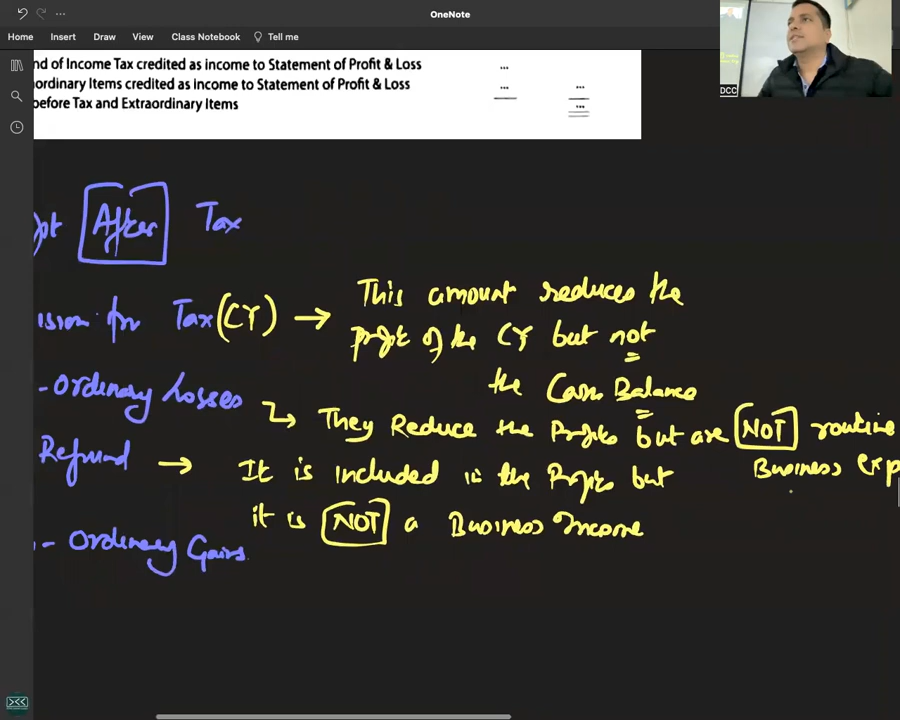 OneNote
Home Insert Draw View Class Notebook Tell me
nd of Income Tax credited as income to Statement of Profit & Loss ...
ordinary Items credited as income to Statement of Profit & Loss ... ...
before Tax and Extraordinary Items ...
DCC
After Tax
ision for Tax (CY) → This amount reduces the
profit of the CY but not
the Cash Balance
- Ordinary Losses
They Reduce the Profits but are NOT routine
Business Exp
Refund → It is included in the Profits but
it is NOT a Business Income
- Ordinary Gains